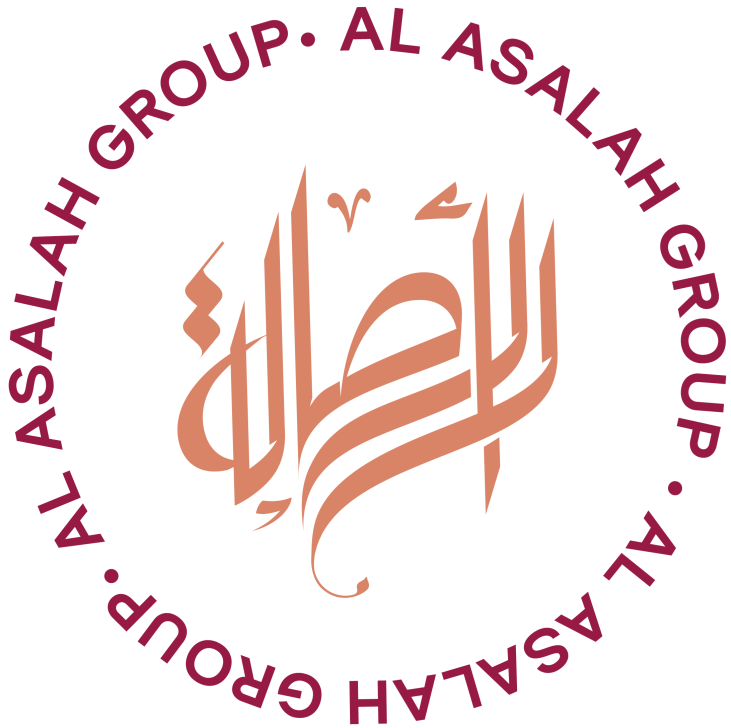 AL ASALAH GROUP • AL ASALAH GROUP • AL ASALAH GROUP •
الأصالة